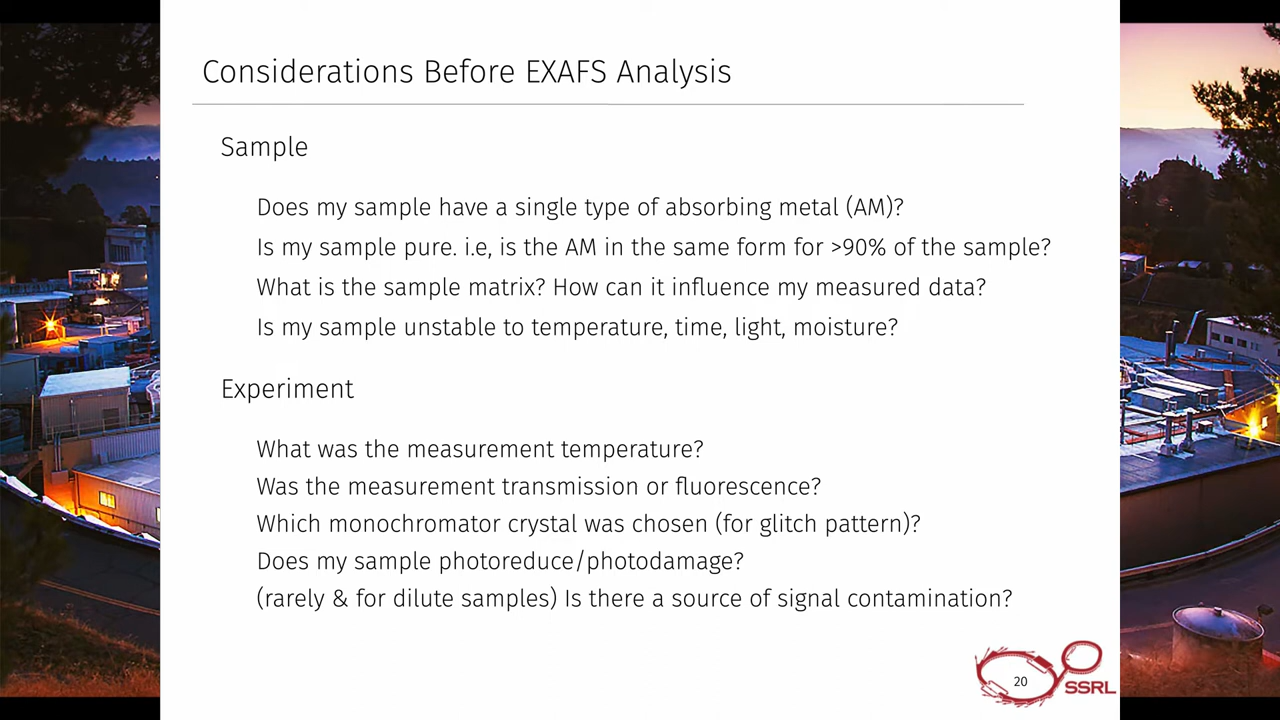 Considerations Before EXAFS Analysis
Sample
Does my sample have a single type of absorbing metal (AM)?
Is my sample pure. i.e, is the AM in the same form for >90% of the sample?
What is the sample matrix? How can it influence my measured data?
Is my sample unstable to temperature, time, light, moisture?
Experiment
What was the measurement temperature?
Was the measurement transmission or fluorescence?
Which monochromator crystal was chosen (for glitch pattern)?
Does my sample photoreduce/photodamage?
(rarely & for dilute samples) Is there a source of signal contamination?
20
SSRL